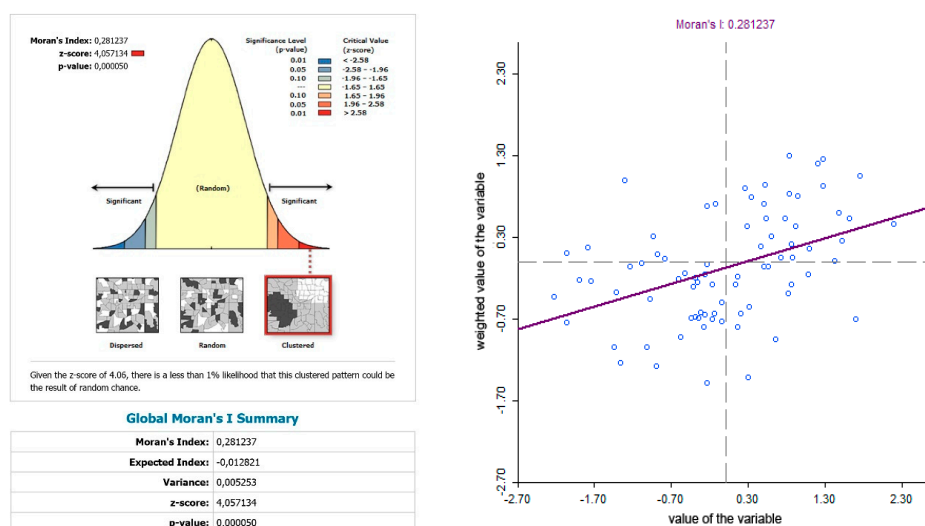 Moran's Index: 0,281237
z-score: 4,057134
p-value: 0,000050
Significance Level
(p-value)
Critical Value
(z-score)
0.01 < -2.58
0.05 -2.58 - -1.96
0.10 -1.96 - -1.65
--- -1.65 - 1.65
0.10 1.65 - 1.96
0.05 1.96 - 2.58
0.01 > 2.58
(Random)
Significant
Significant
Dispersed
Random
Clustered
Given the z-score of 4.06, there is a less than 1% likelihood that this clustered pattern could be
the result of random chance.
Global Moran's I Summary
Moran's Index: 0,281237
Expected Index: -0,012821
Variance: 0,005253
z-score: 4,057134
p-value: 0,000050
Moran's I: 0.281237
weighted value of the variable
2.30
1.30
0.30
-0.70
-1.70
-2.70
-2.70 -1.70 -0.70 0.30 1.30 2.30
value of the variable